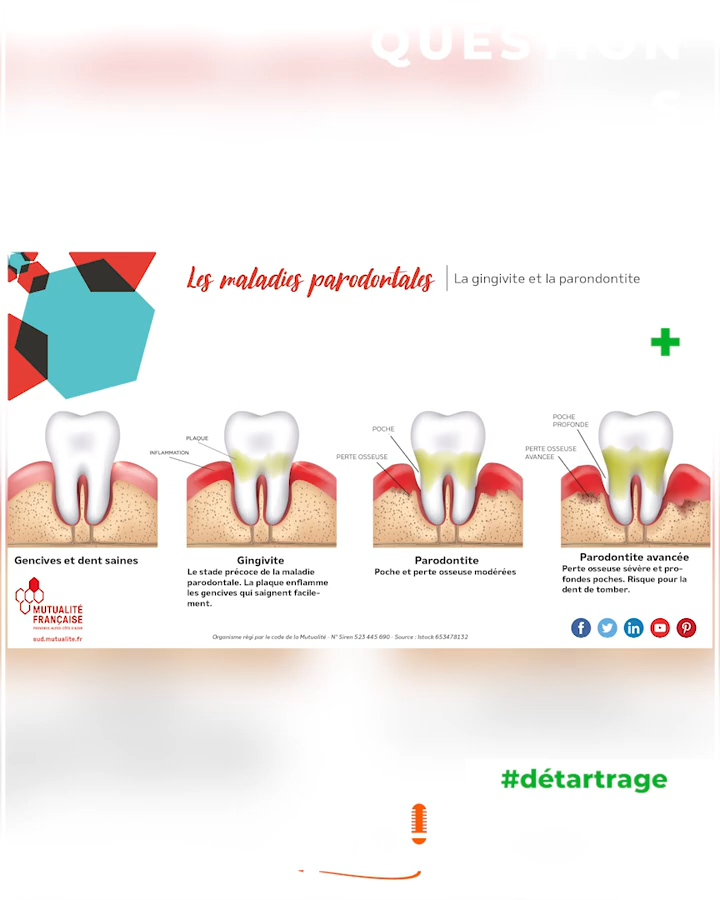 QUESTION
S
Les maladies parodontales
La gingivite et la parondontite
PLAQUE
INFLAMMATION
POCHE
PERTE OSSEUSE
POCHE
PROFONDE
PERTE OSSEUSE
AVANCEE
Gencives et dent saines
Gingivite
Le stade précoce de la maladie
parodontale. La plaque enflamme
les gencives qui saignent facile-
ment.
Parodontite
Poche et perte osseuse modérées
Parodontite avancée
Perte osseuse sévère et pro-
fondes poches. Risque pour la
dent de tomber.
MUTUALITÉ
FRANÇAISE
PROVENCE-ALPES-CÔTE D'AZUR
sud.mutualite.fr
Organisme régi par le code de la Mutualité - N° Siren 523 445 690 - Source : Istock 653478132
#détartrage